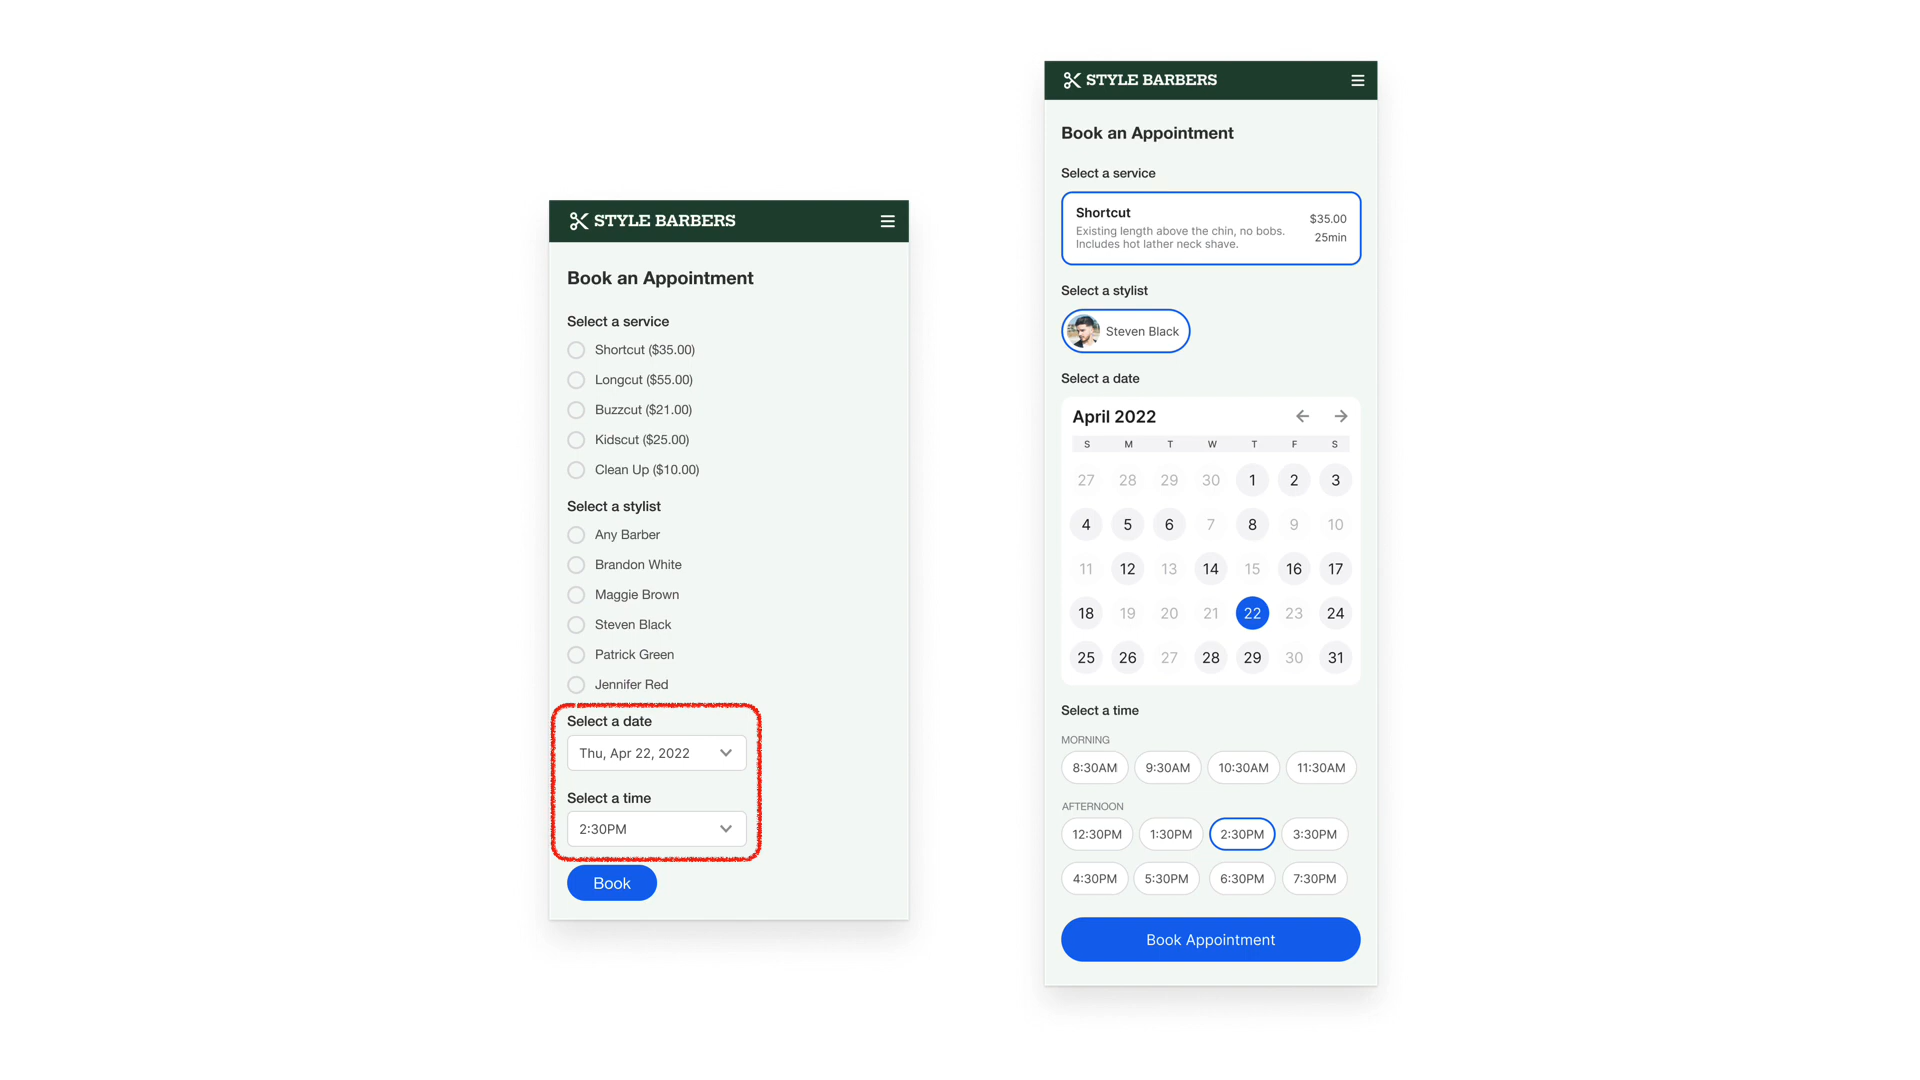 STYLE BARBERS
Book an Appointment
Select a service
Shortcut ($35.00)
Longcut ($55.00)
Buzzcut ($21.00)
Kidscut ($25.00)
Clean Up ($10.00)
Select a stylist
Any Barber
Brandon White
Maggie Brown
Steven Black
Patrick Green
Jennifer Red
Select a date
Thu, Apr 22, 2022
Select a time
2:30PM
Book
STYLE BARBERS
Book an Appointment
Select a service
Shortcut
Existing length above the chin, no bobs.
Includes hot lather neck shave.
$35.00
25min
Select a stylist
Steven Black
Select a date
April 2022
S M T W T F S
27 28 29 30 1 2 3
4 5 6 7 8 9 10
11 12 13 14 15 16 17
18 19 20 21 22 23 24
25 26 27 28 29 30 31
Select a time
MORNING
8:30AM 9:30AM 10:30AM 11:30AM
AFTERNOON
12:30PM 1:30PM 2:30PM 3:30PM
4:30PM 5:30PM 6:30PM 7:30PM
Book Appointment